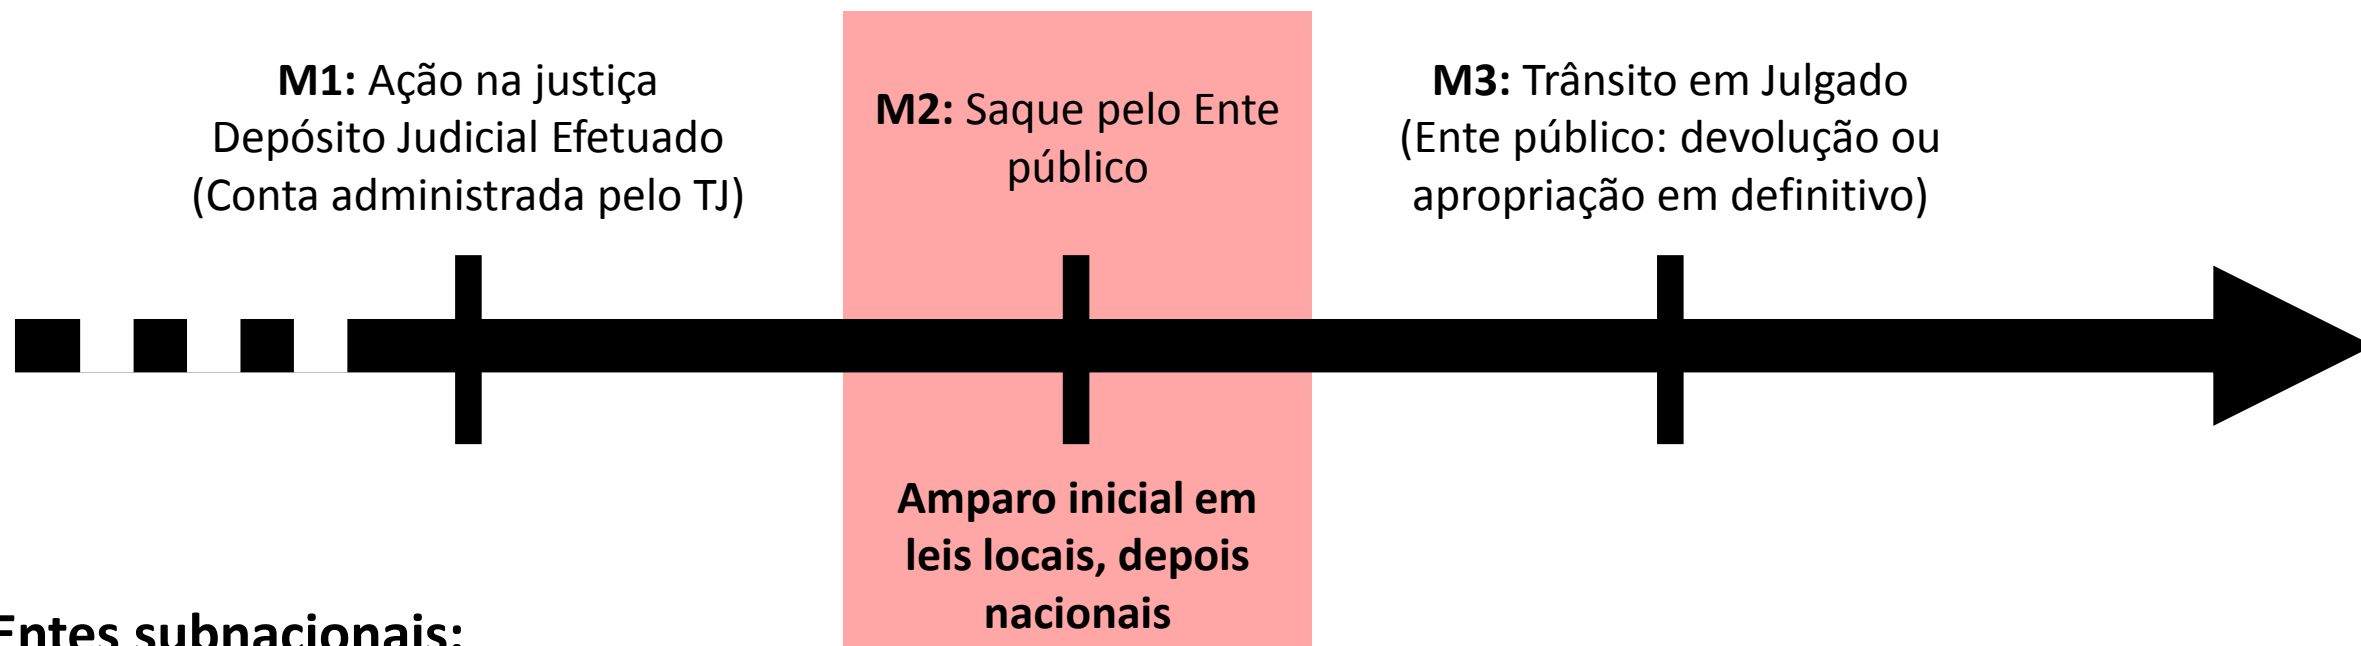 M1: Ação na justiça
Depósito Judicial Efetuado
(Conta administrada pelo TJ)
M2: Saque pelo Ente
público
M3: Trânsito em Julgado
(Ente público: devolução ou
apropriação em definitivo)
Amparo inicial em
leis locais, depois
nacionais
Entes subnacionais: